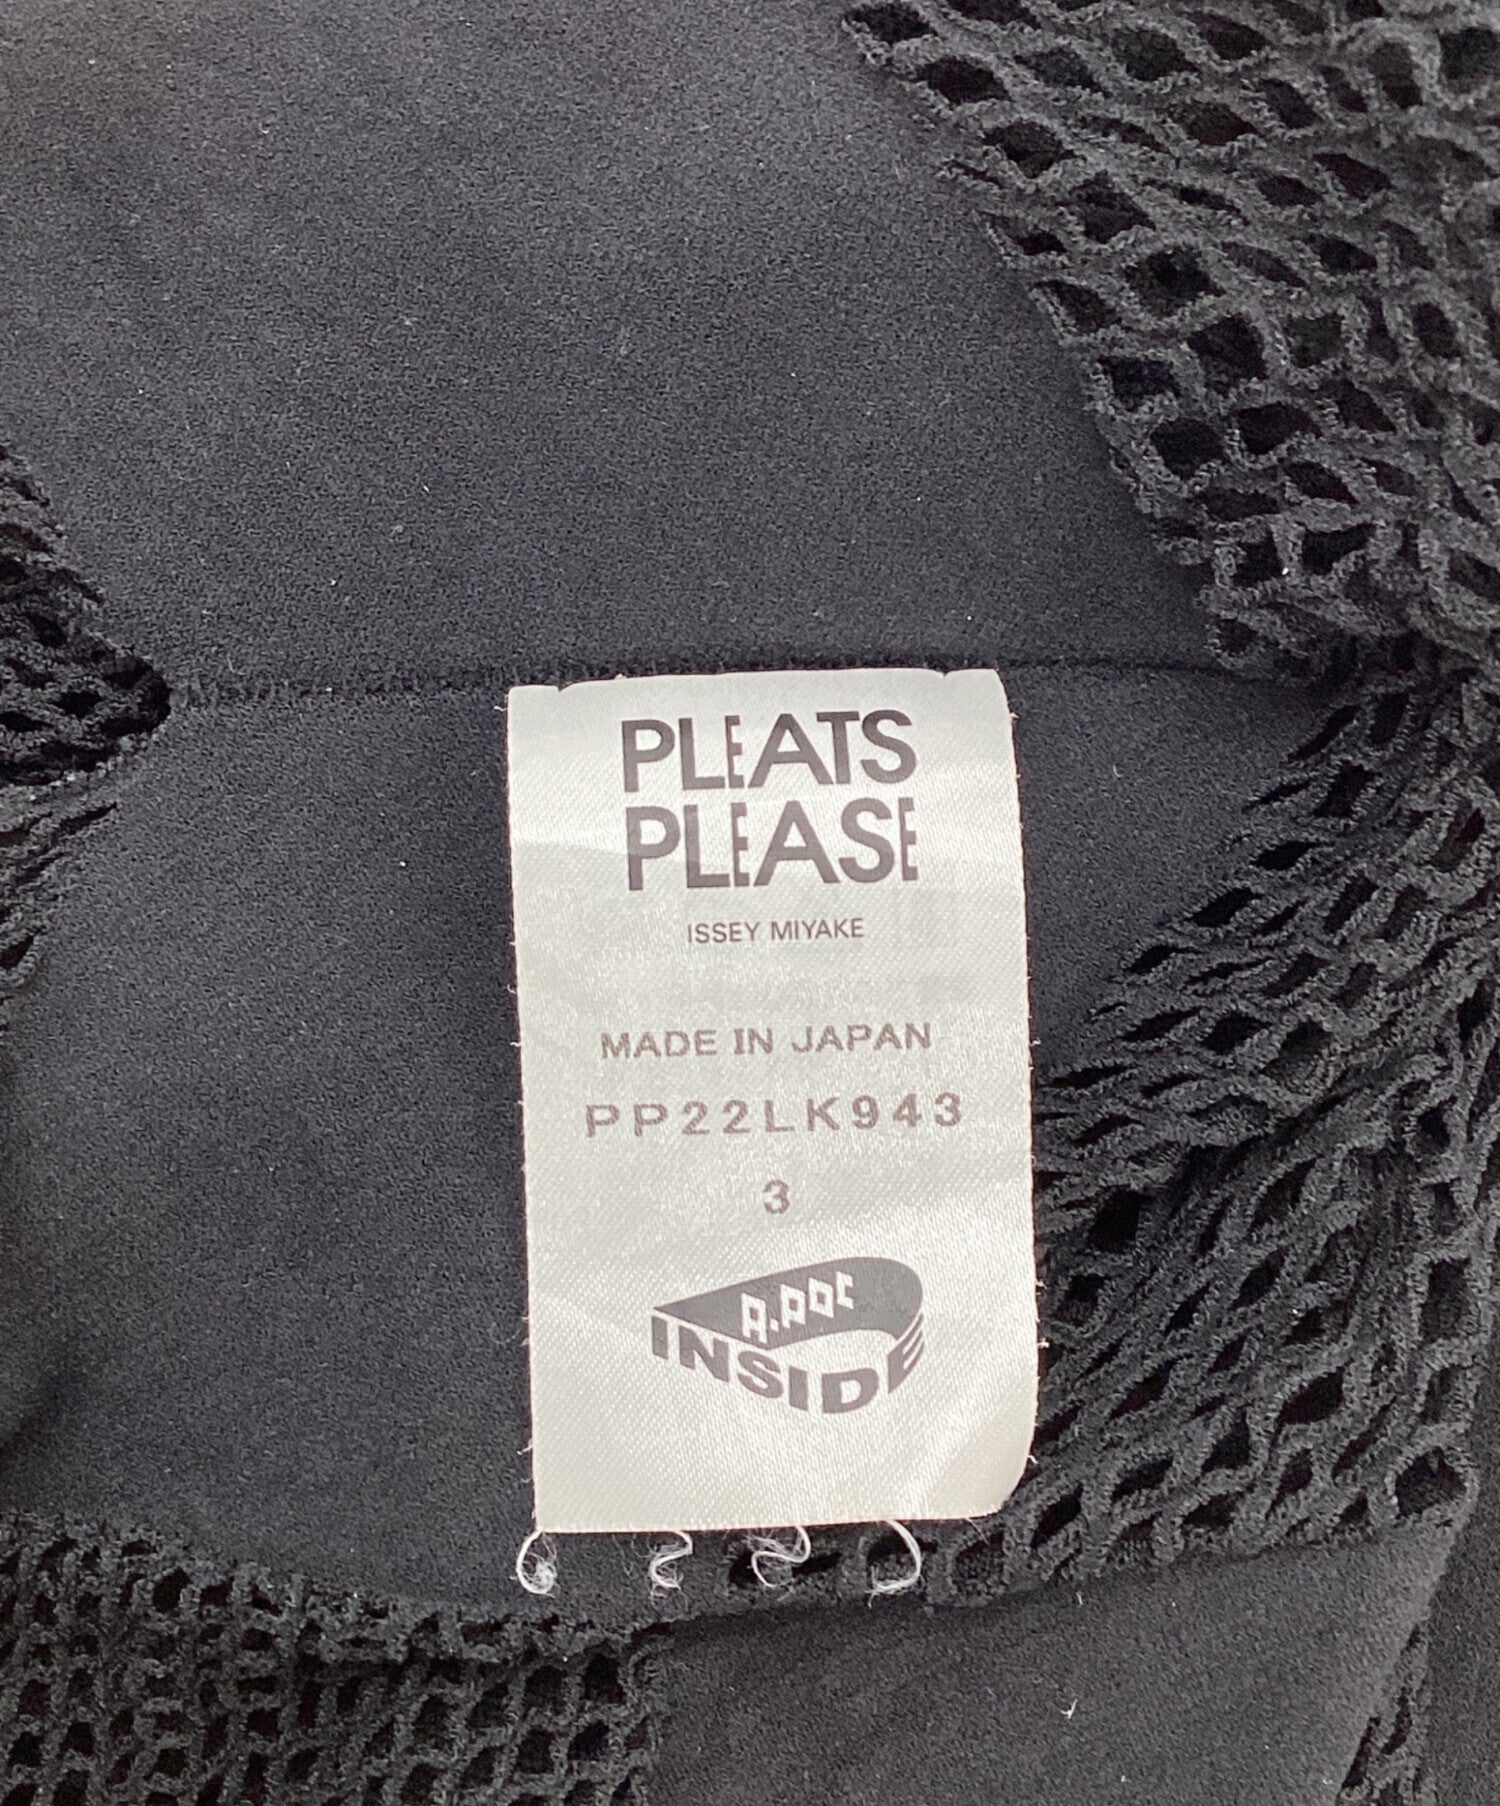 PLEATS
PLEASE
ISSEY MIYAKE
MADE IN JAPAN
PP22LK943
3
A.POC
INSIDE